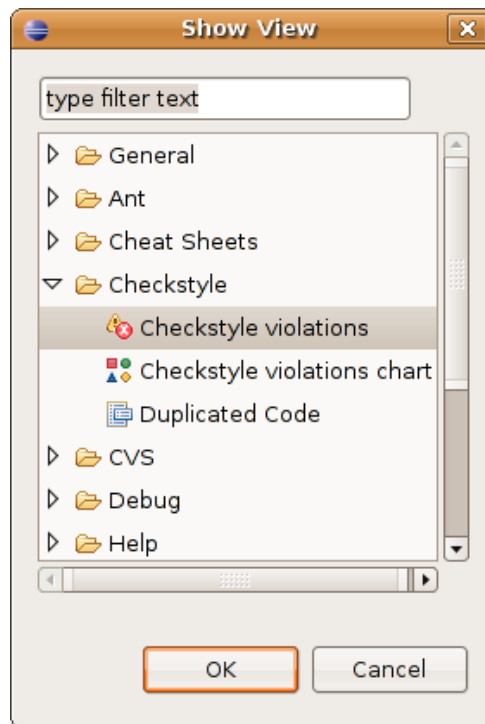 Show View
type filter text
General
Ant
Cheat Sheets
Checkstyle
Checkstyle violations
Checkstyle violations chart
Duplicated Code
CVS
Debug
Help
OK
Cancel